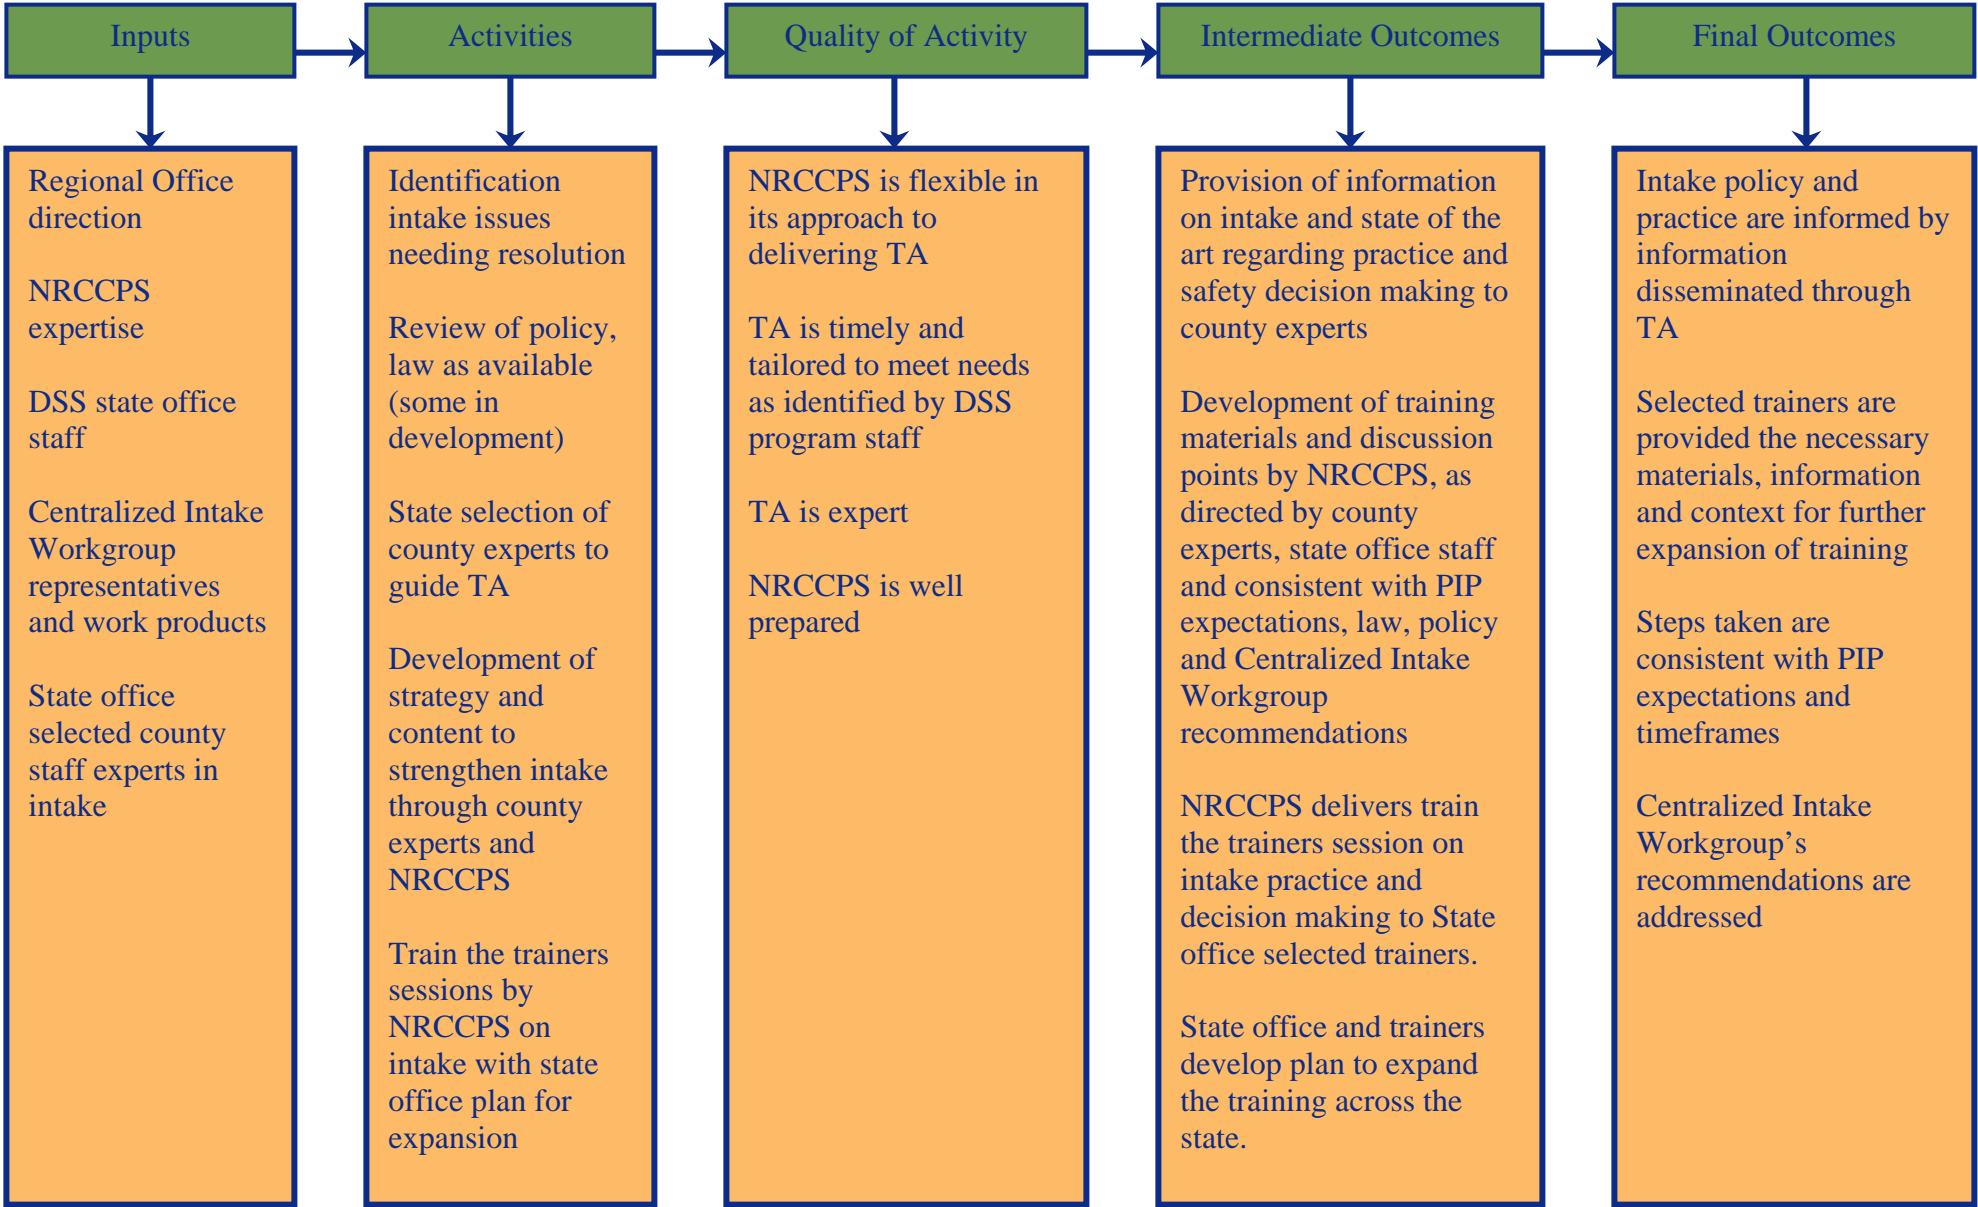 Inputs
Activities
Quality of Activity
Intermediate Outcomes
Final Outcomes
Regional Office
direction
NRCCPS
expertise
DSS state office
staff
Centralized Intake
Workgroup
representatives
and work products
State office
selected county
staff experts in
intake
Identification
intake issues
needing resolution
Review of policy,
law as available
(some in
development)
State selection of
county experts to
guide TA
Development of
strategy and
content to
strengthen intake
through county
experts and
NRCCPS
Train the trainers
sessions by
NRCCPS on
intake with state
office plan for
expansion
NRCCPS is flexible in
its approach to
delivering TA
TA is timely and
tailored to meet needs
as identified by DSS
program staff
TA is expert
NRCCPS is well
prepared
Provision of information
on intake and state of the
art regarding practice and
safety decision making to
county experts
Development of training
materials and discussion
points by NRCCPS, as
directed by county
experts, state office staff
and consistent with PIP
expectations, law, policy
and Centralized Intake
Workgroup
recommendations
NRCCPS delivers train
the trainers session on
intake practice and
decision making to State
office selected trainers.
State office and trainers
develop plan to expand
the training across the
state.
Intake policy and
practice are informed by
information
disseminated through
TA
Selected trainers are
provided the necessary
materials, information
and context for further
expansion of training
Steps taken are
consistent with PIP
expectations and
timeframes
Centralized Intake
Workgroup’s
recommendations are
addressed